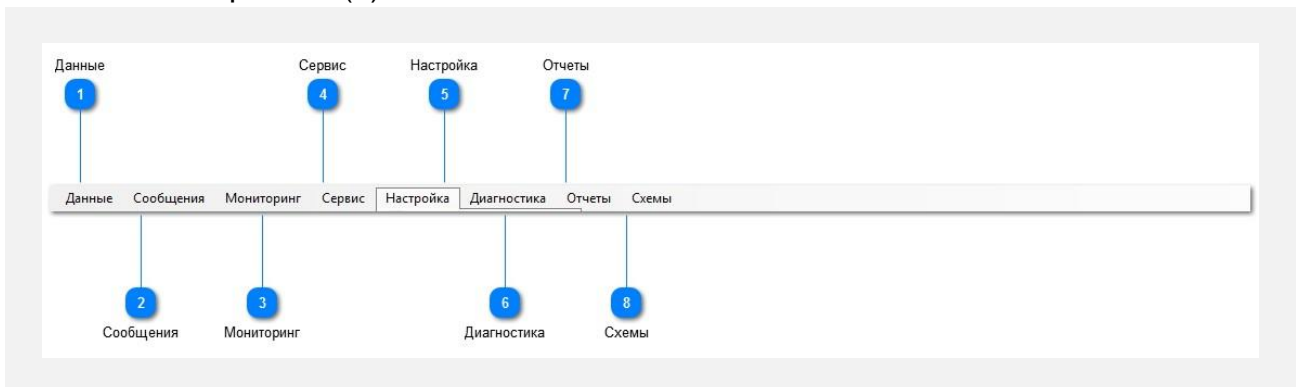 Данные Сервис Настройка Отчеты
1 4 5 7
Данные Сообщения Мониторинг Сервис Настройка Диагностика Отчеты Схемы
2 3 6 8
Сообщения Мониторинг Диагностика Схемы